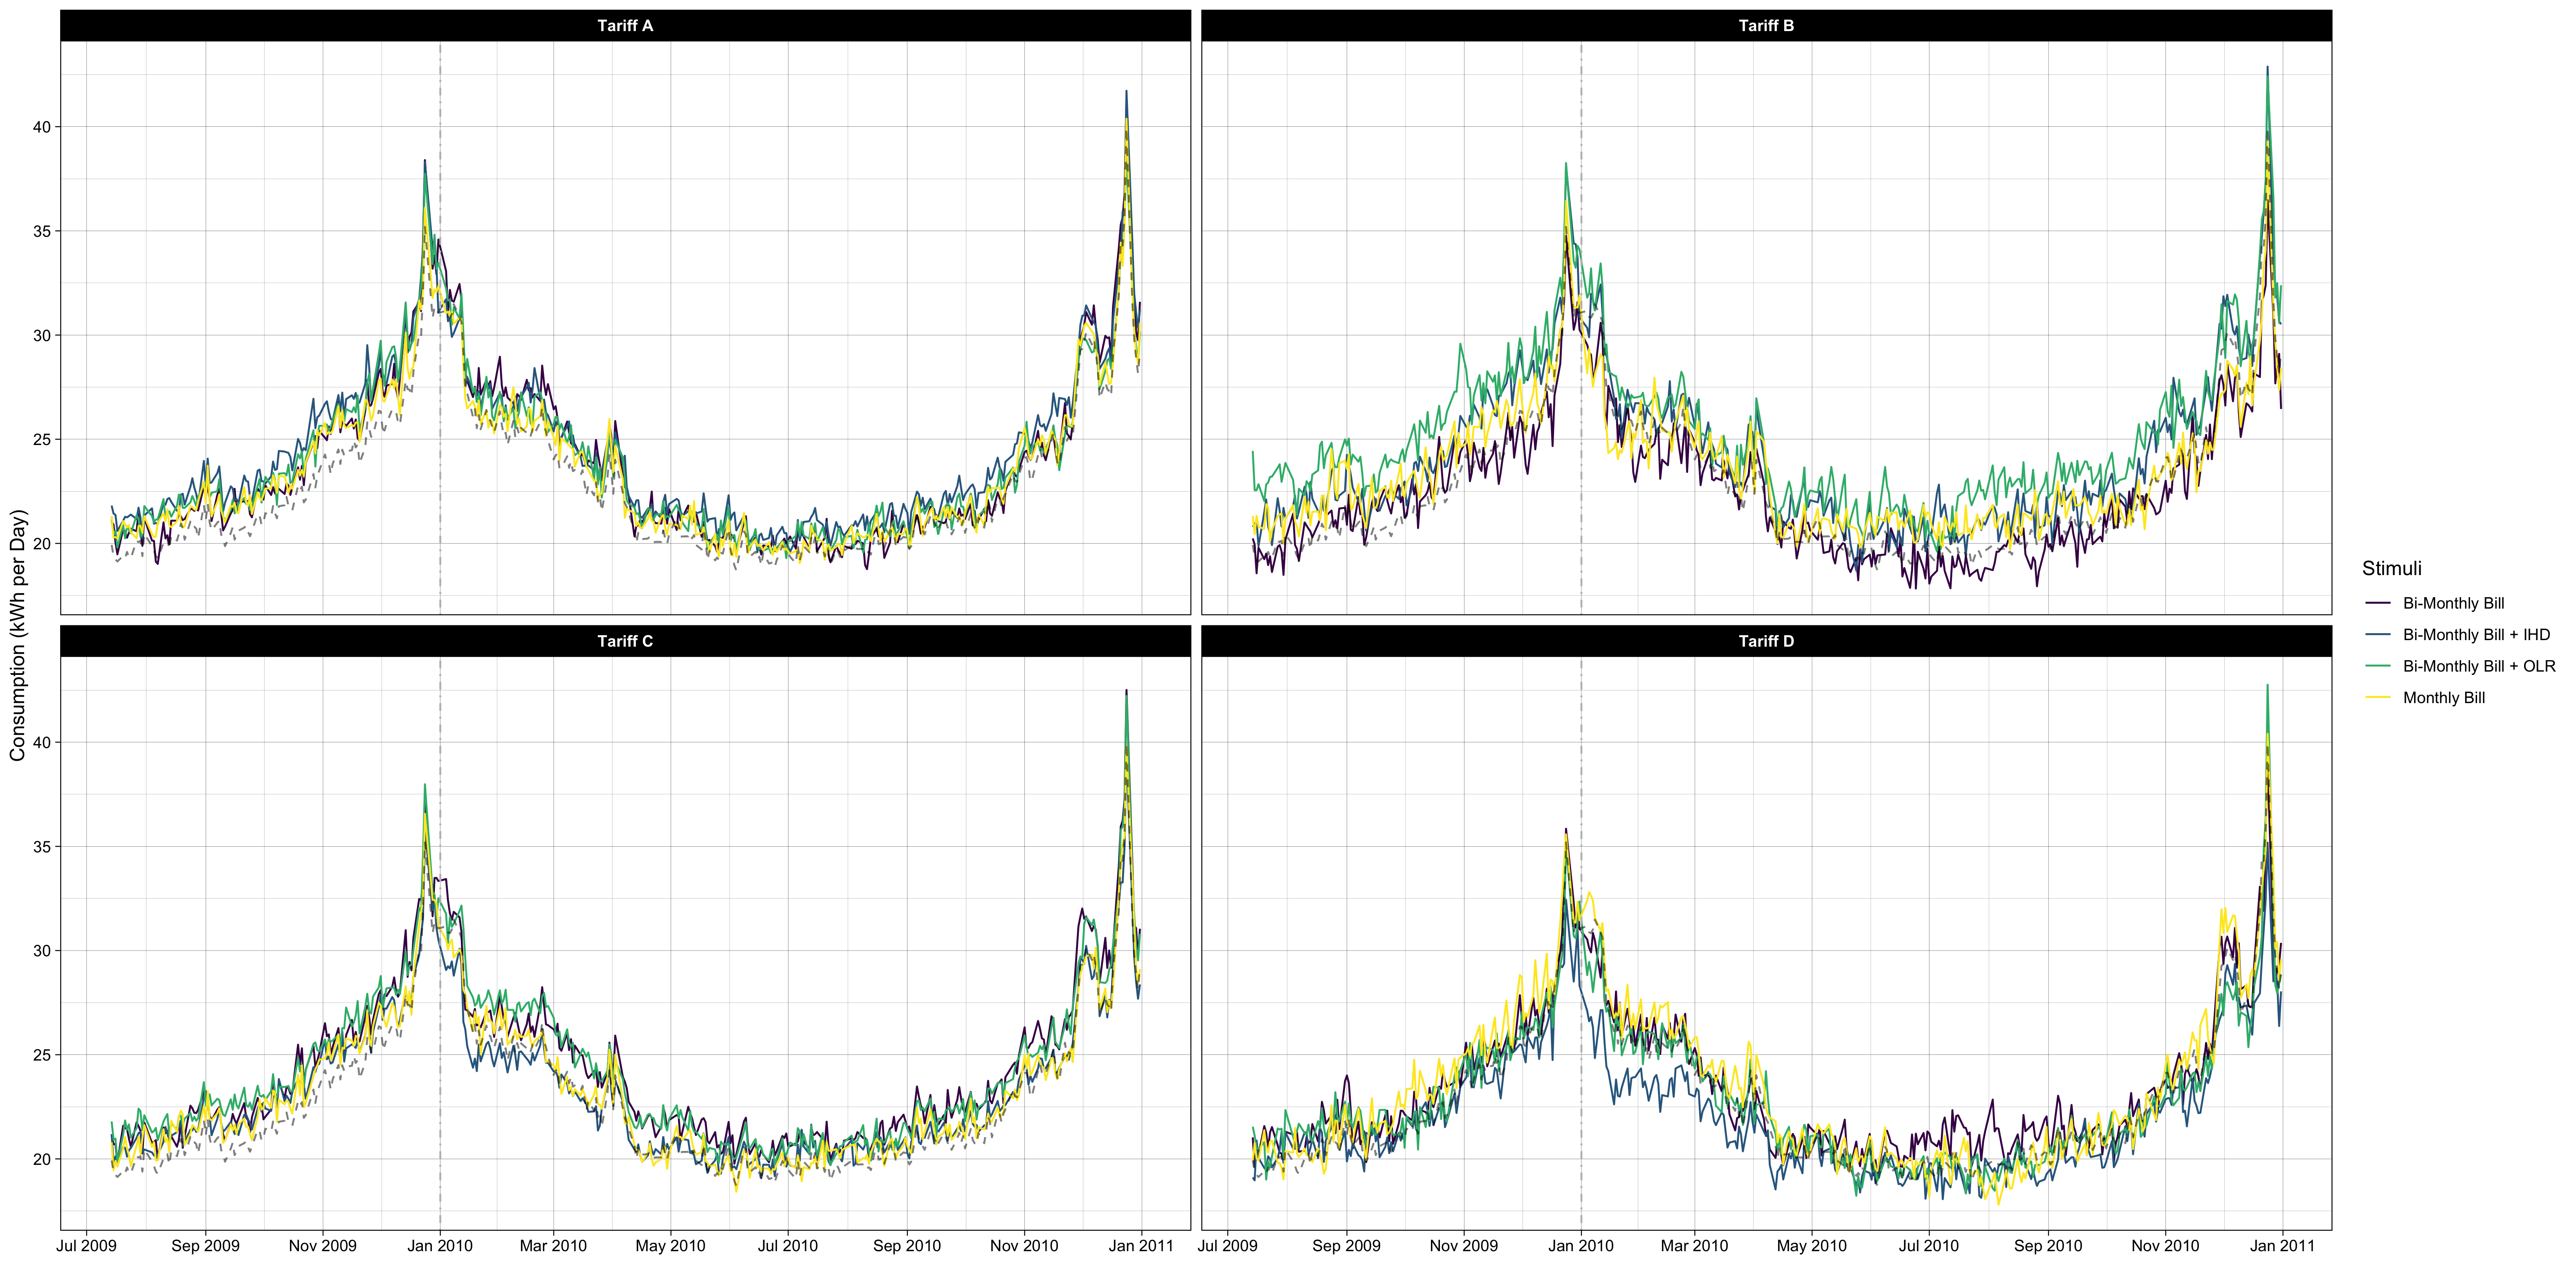 Tariff A
Tariff B
40
35
30
25
20
Tariff C
Tariff D
40
35
30
25
20
Consumption (kWh per Day)
Jul 2009 Sep 2009 Nov 2009 Jan 2010 Mar 2010 May 2010 Jul 2010 Sep 2010 Nov 2010 Jan 2011
Jul 2009 Sep 2009 Nov 2009 Jan 2010 Mar 2010 May 2010 Jul 2010 Sep 2010 Nov 2010 Jan 2011
Stimuli
Bi-Monthly Bill
Bi-Monthly Bill + IHD
Bi-Monthly Bill + OLR
Monthly Bill